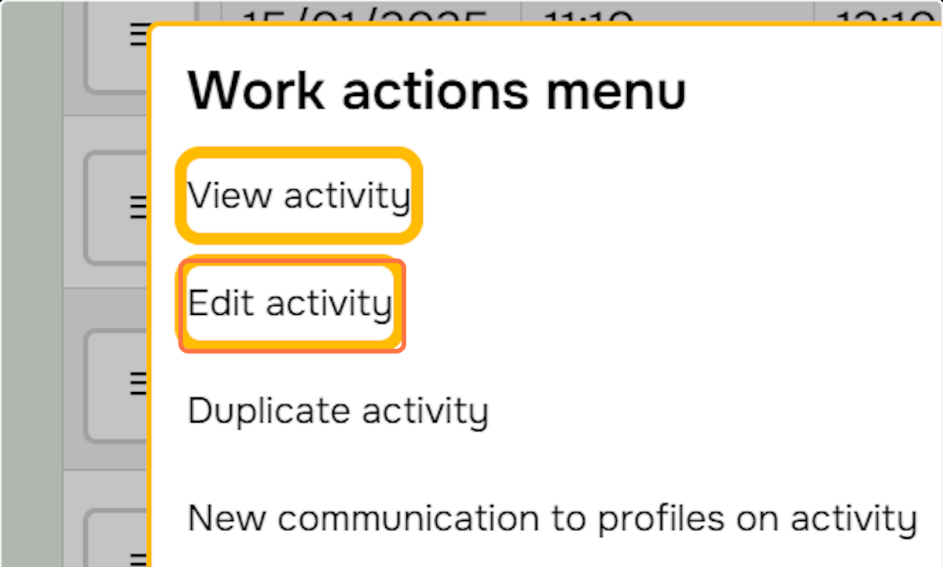 15/01/2025 11:10 12:10
Work actions menu
View activity
Edit activity
Duplicate activity
New communication to profiles on activity